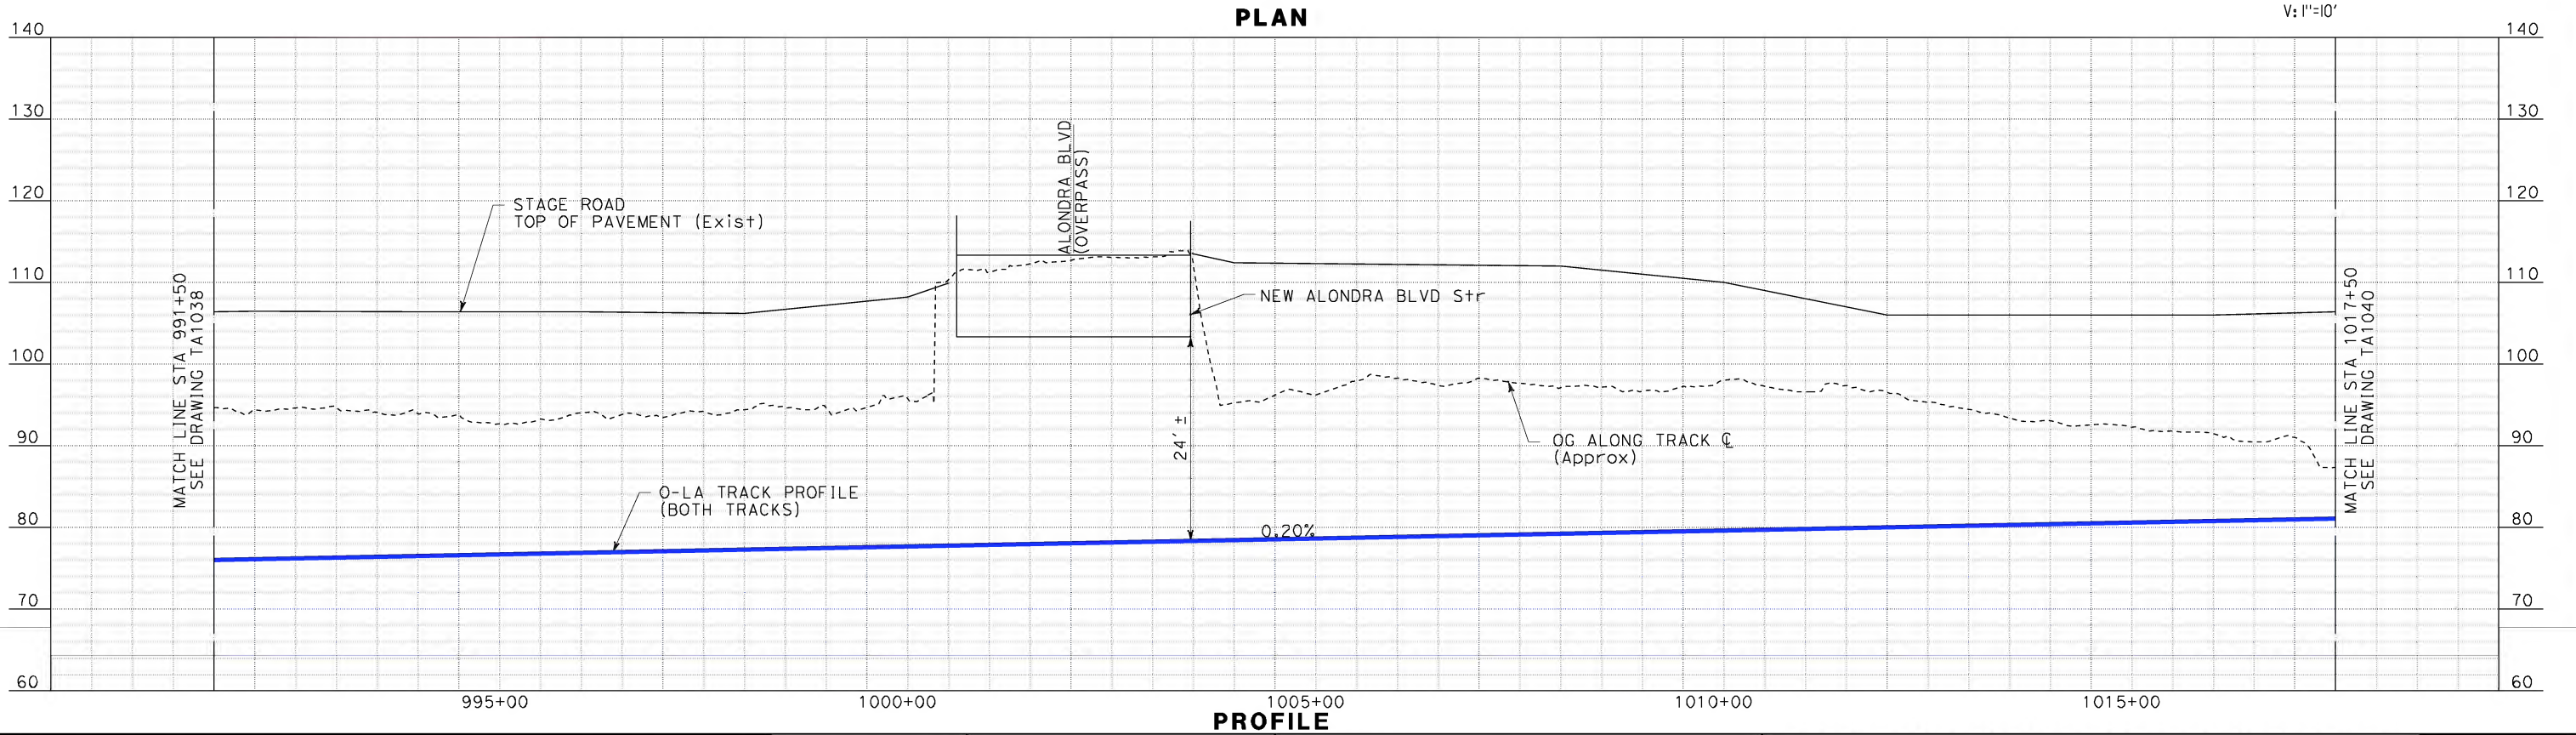 PLAN
V: 1"=10'
140
140
130
130
120
120
110
110
100
100
90
90
80
80
70
70
60
60
MATCH LINE STA 991+50
SEE DRAWING TA1038
STAGE ROAD
TOP OF PAVEMENT (Exist)
ALONDRA BLVD
(OVERPASS)
NEW ALONDRA BLVD Str
24' ±
OG ALONG TRACK ℄
(Approx)
O-LA TRACK PROFILE
(BOTH TRACKS)
0.20%
MATCH LINE STA 1017+50
SEE DRAWING TA1040
995+00
1000+00
1005+00
1010+00
1015+00
PROFILE